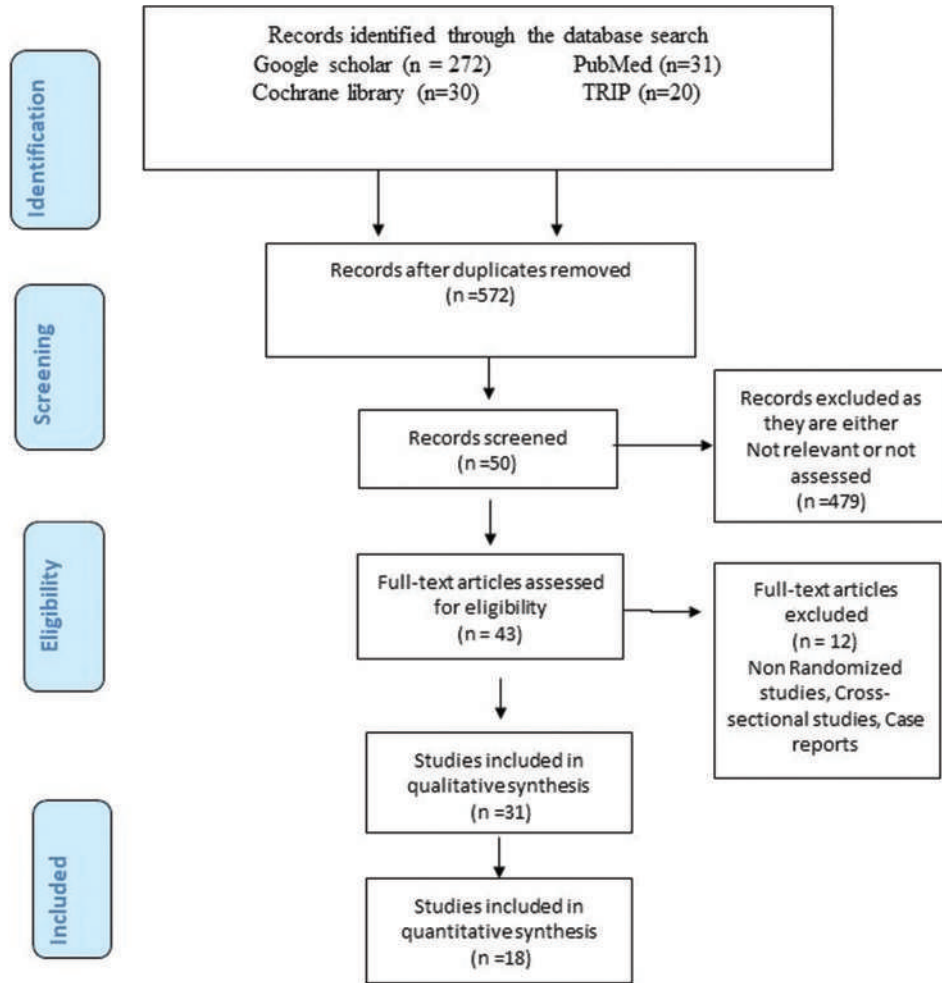 Records identified through the database search
Google scholar (n = 272) PubMed (n=31)
Cochrane library (n=30) TRIP (n=20)
Identification
Records after duplicates removed
(n =572)
Screening
Records screened
(n =50)
Records excluded as
they are either
Not relevant or not
assessed
(n =479)
Eligibility
Full-text articles assessed
for eligibility
(n = 43)
Full-text articles
excluded
(n = 12)
Non Randomized
studies, Cross-
sectional studies, Case
reports
Studies included in
qualitative synthesis
(n =31)
Included
Studies included in
quantitative synthesis
(n =18)